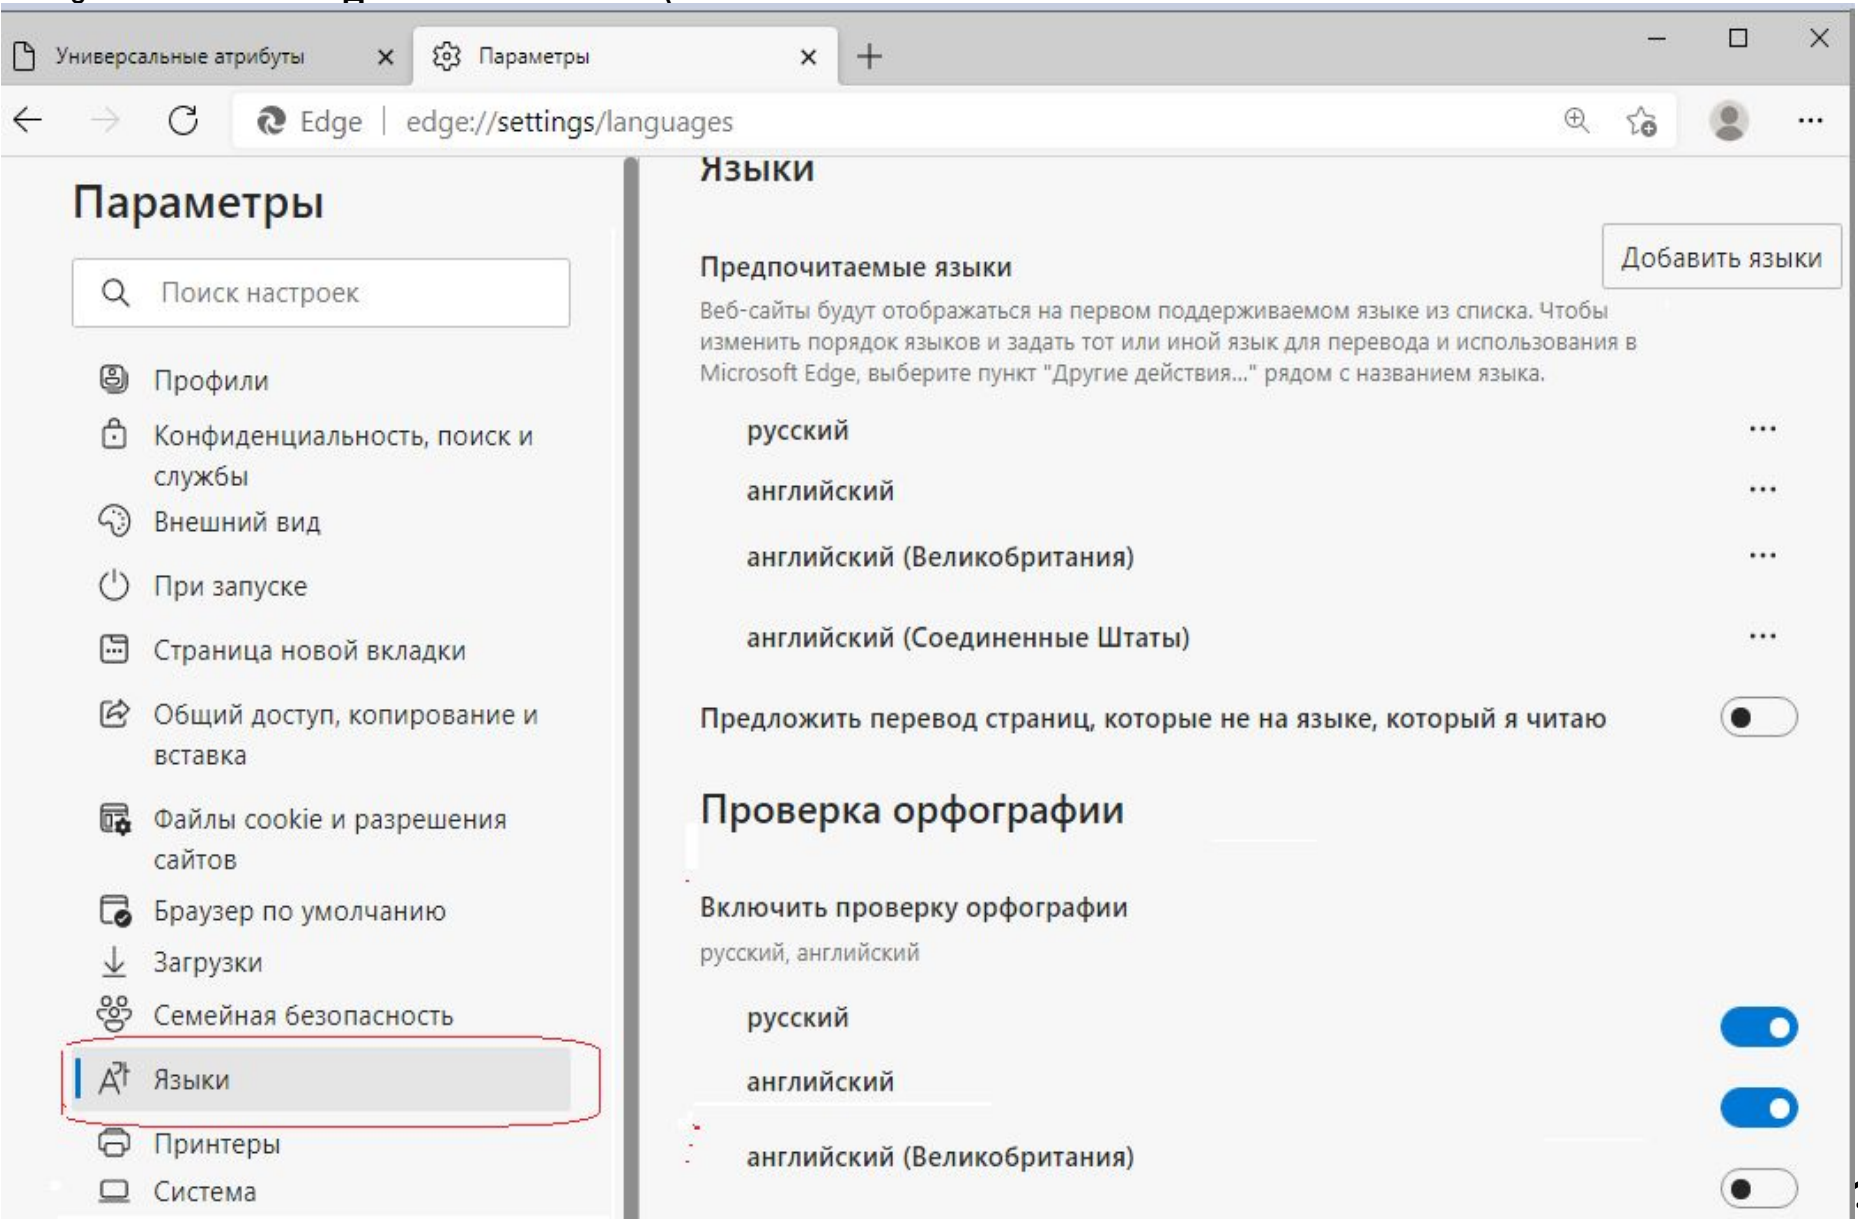 Универсальные атрибуты
Параметры
Edge | edge://settings/languages
Параметры
Поиск настроек
Профили
Конфиденциальность, поиск и
службы
Внешний вид
При запуске
Страница новой вкладки
Общий доступ, копирование и
вставка
Файлы cookie и разрешения
сайтов
Браузер по умолчанию
Загрузки
Семейная безопасность
Языки
Принтеры
Система
Языки
Предпочитаемые языки
Добавить языки
Веб-сайты будут отображаться на первом поддерживаемом языке из списка. Чтобы
изменить порядок языков и задать тот или иной язык для перевода и использования в
Microsoft Edge, выберите пункт "Другие действия..." рядом с названием языка.
русский
английский
английский (Великобритания)
английский (Соединенные Штаты)
Предложить перевод страниц, которые не на языке, который я читаю
Проверка орфографии
Включить проверку орфографии
русский, английский
русский
английский
английский (Великобритания)